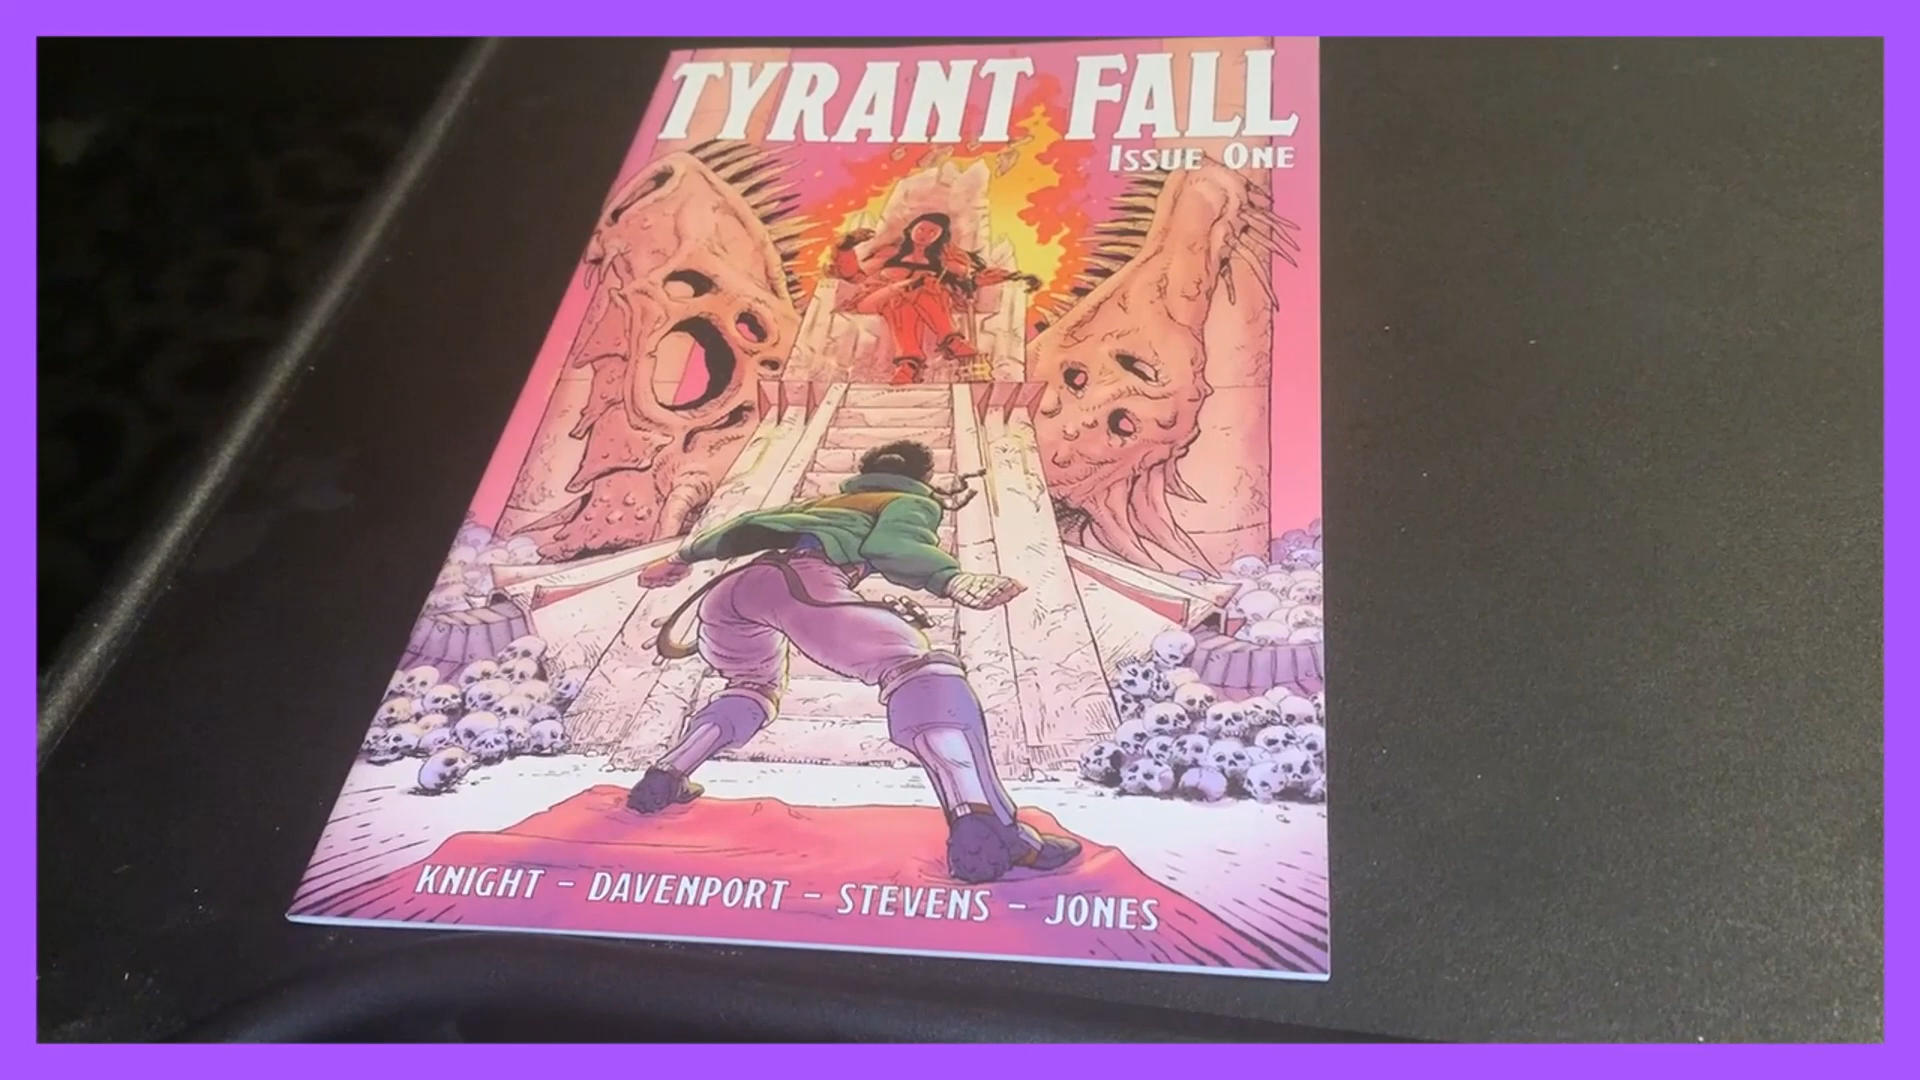 TYRANT FALL
ISSUE ONE
KNIGHT – DAVENPORT – STEVENS – JONES